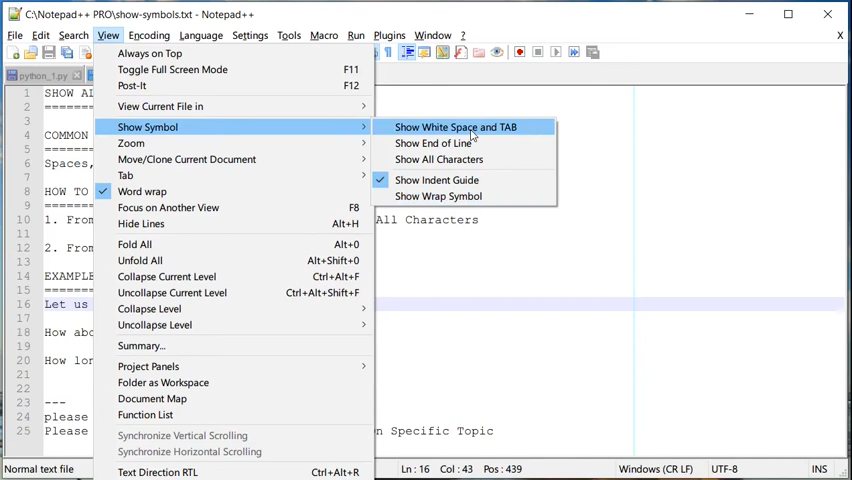 C:\Notepad++ PRO\show-symbols.txt - Notepad++
File Edit Search View Encoding Language Settings Tools Macro Run Plugins Window ? X
python_1.py
Always on Top
Toggle Full Screen Mode F11
Post-It F12
View Current File in
Show Symbol
Zoom
Move/Clone Current Document
Tab
Word wrap
Focus on Another View F8
Hide Lines Alt+H
Fold All Alt+0
Unfold All Alt+Shift+0
Collapse Current Level Ctrl+Alt+F
Uncollapse Current Level Ctrl+Alt+Shift+F
Collapse Level
Uncollapse Level
Summary...
Project Panels
Folder as Workspace
Document Map
Function List
Synchronize Vertical Scrolling
Synchronize Horizontal Scrolling
Text Direction RTL Ctrl+Alt+R
Show White Space and TAB
Show End of Line
Show All Characters
Show Indent Guide
Show Wrap Symbol
1 SHOW AL
2 =======
3
4 COMMON
5 =======
6 Spaces,
7
8 HOW TO
9 =======
10 1. From All Characters
11
12 2. From
13
14 EXAMPLE
15 =======
16 Let us
17
18 How abo
19
20 How lon
21
22
23 ---
24 please
25 Please n Specific Topic
Normal text file Ln : 16 Col : 43 Pos : 439 Windows (CR LF) UTF-8 INS